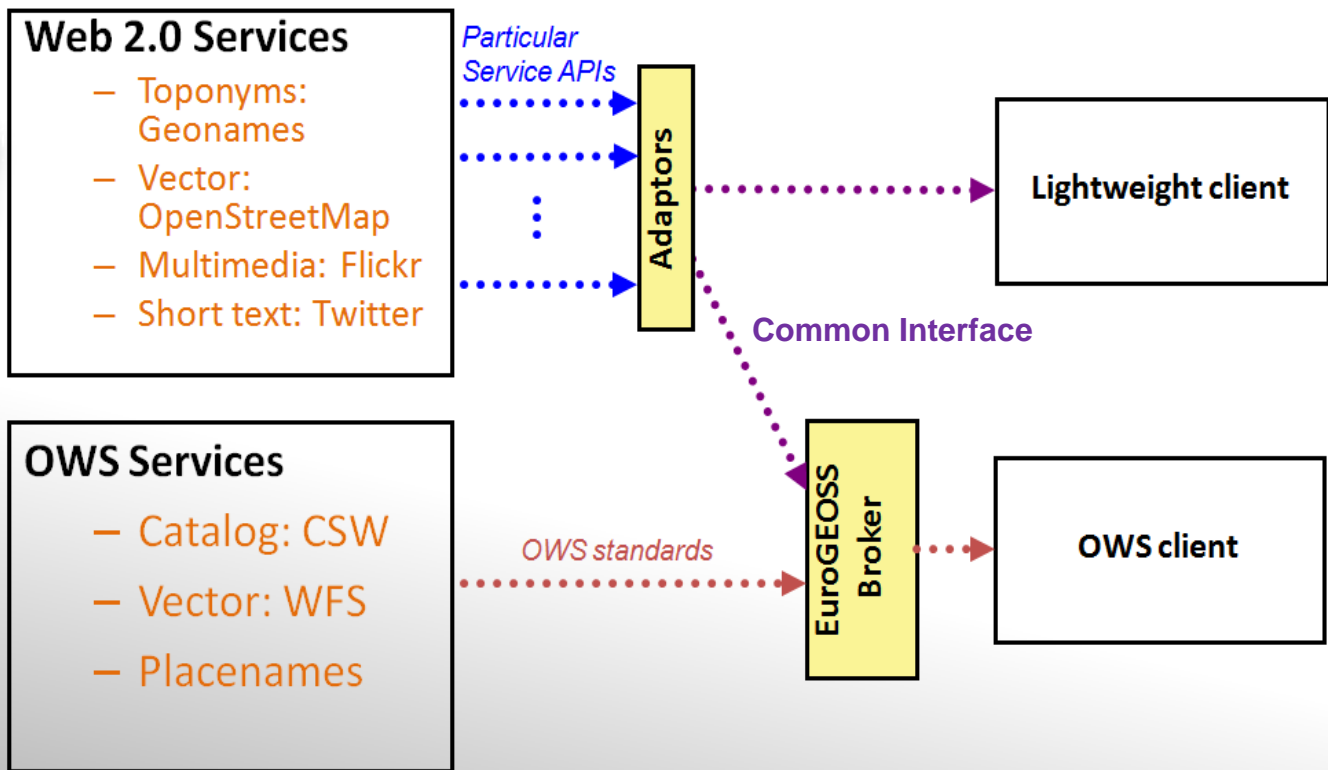 Web 2.0 Services
– Toponyms:
Geonames
– Vector:
OpenStreetMap
– Multimedia: Flickr
– Short text: Twitter
Particular
Service APIs
Adaptors
Lightweight client
Common Interface
OWS Services
– Catalog: CSW
– Vector: WFS
– Placenames
OWS standards
EuroGEOSS
Broker
OWS client